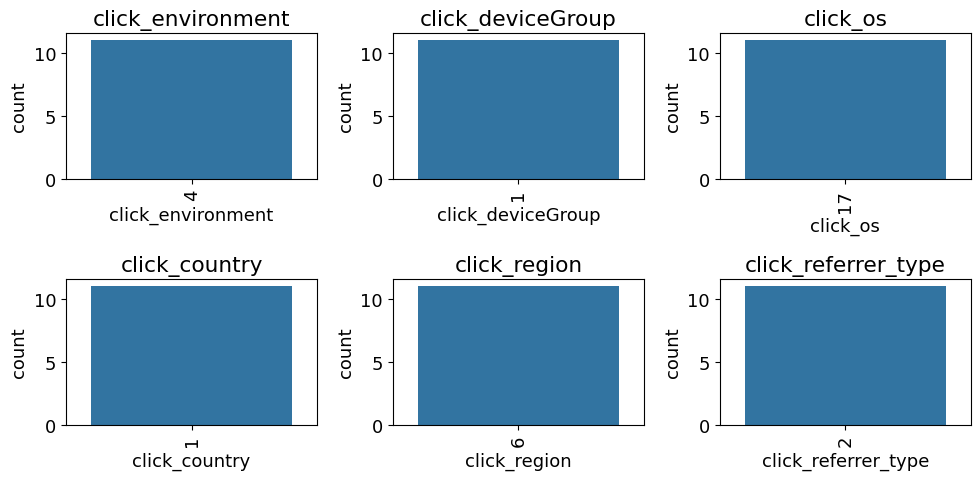 click_environment
click_deviceGroup
click_os
10
5
0
count
4
click_environment
10
5
0
count
1
click_deviceGroup
10
5
0
count
17
click_os
click_country
click_region
click_referrer_type
10
5
0
count
1
click_country
10
5
0
count
6
click_region
10
5
0
count
2
click_referrer_type